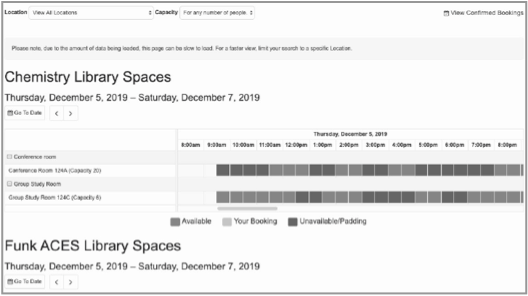 Location View All Locations Capacity For any number of people. View Confirmed Bookings
Please note, due to the amount of data being loaded, this page can be slow to load. For a faster view, limit your search to a specific Location.
Chemistry Library Spaces
Thursday, December 5, 2019 – Saturday, December 7, 2019
Go To Date
Thursday, December 5, 2019
8:00am 9:00am 10:00am 11:00am 12:00pm 1:00pm 2:00pm 3:00pm 4:00pm 5:00pm 6:00pm 7:00pm 8:00pm
Conference room
Conference Room 124A (Capacity 20)
Group Study Room
Group Study Room 124C (Capacity 6)
Available Your Booking Unavailable/Padding
Funk ACES Library Spaces
Thursday, December 5, 2019 – Saturday, December 7, 2019
Go To Date